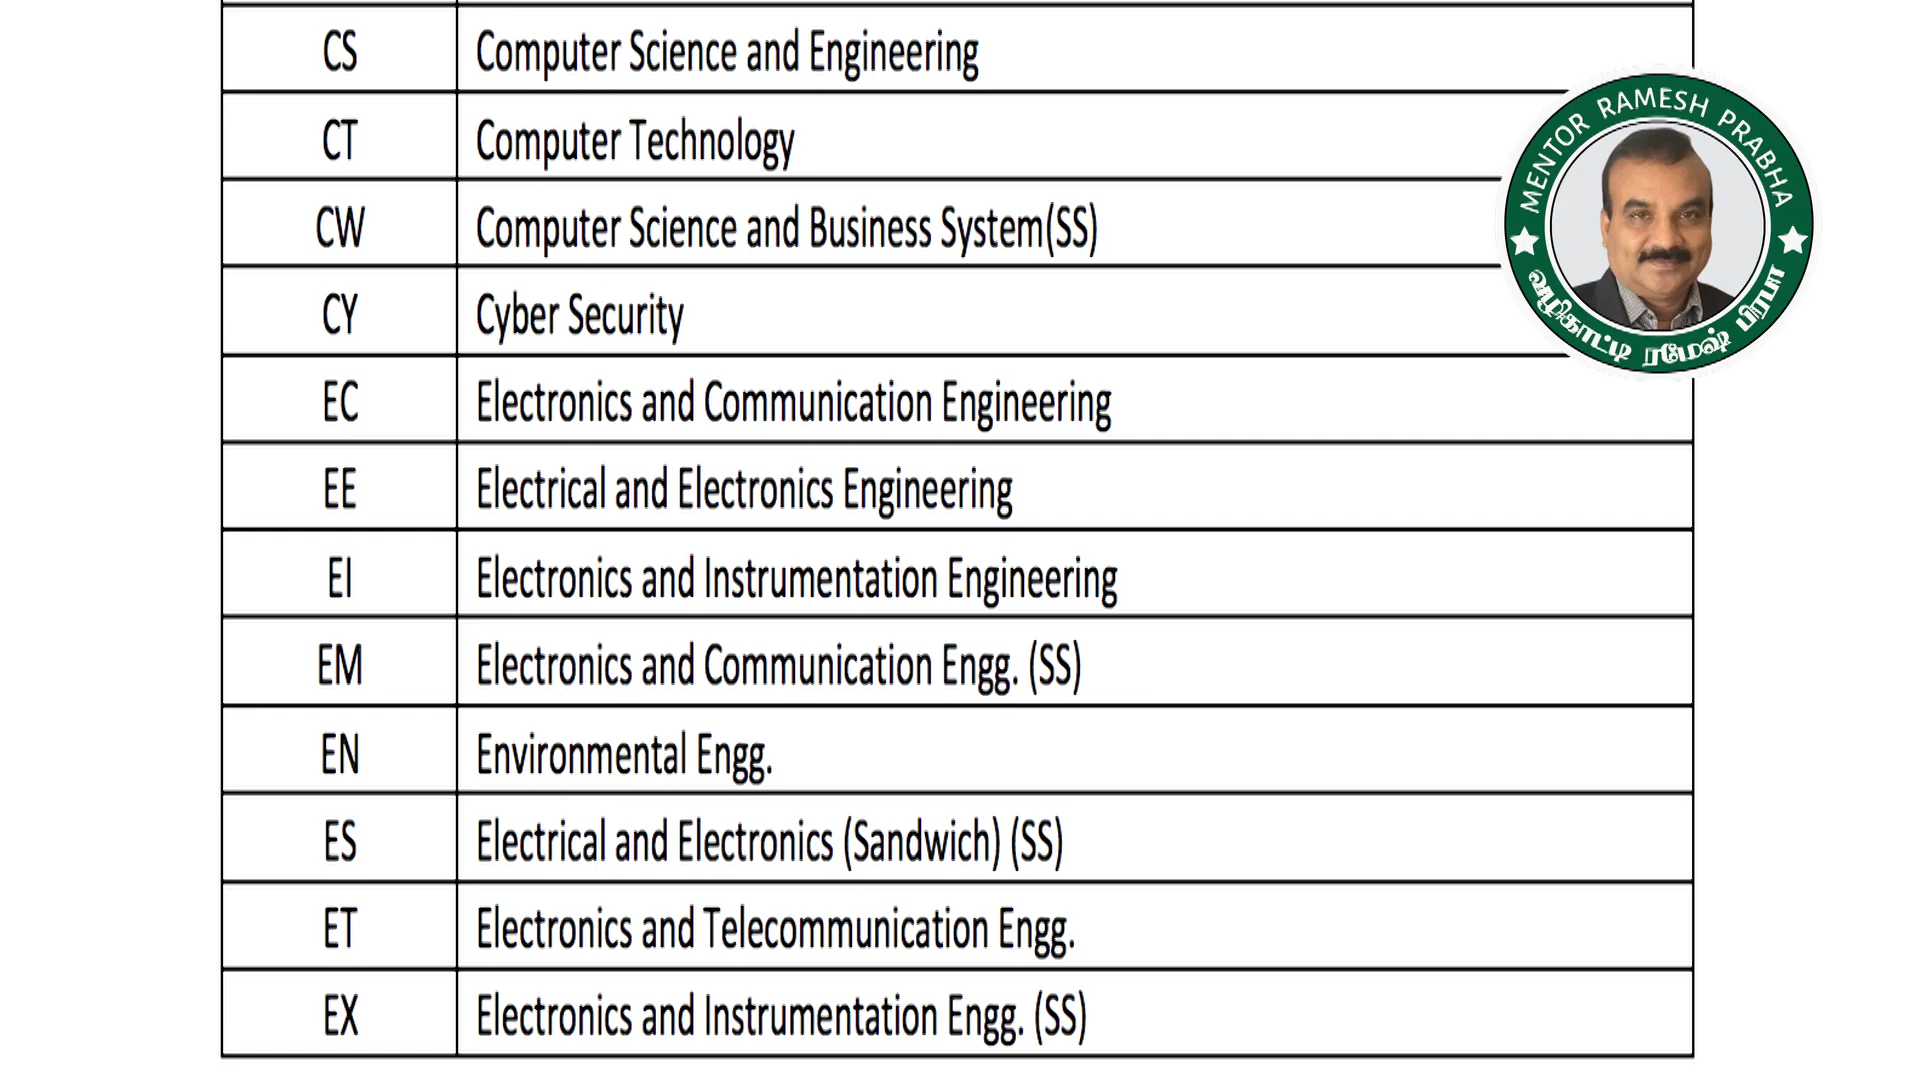 CS Computer Science and Engineering
CT Computer Technology
CW Computer Science and Business System(SS)
CY Cyber Security
EC Electronics and Communication Engineering
EE Electrical and Electronics Engineering
EI Electronics and Instrumentation Engineering
EM Electronics and Communication Engg. (SS)
EN Environmental Engg.
ES Electrical and Electronics (Sandwich) (SS)
ET Electronics and Telecommunication Engg.
EX Electronics and Instrumentation Engg. (SS)
MENTOR RAMESH PRABHA
வழிகாட்டி ரமேஷ் பிரபா